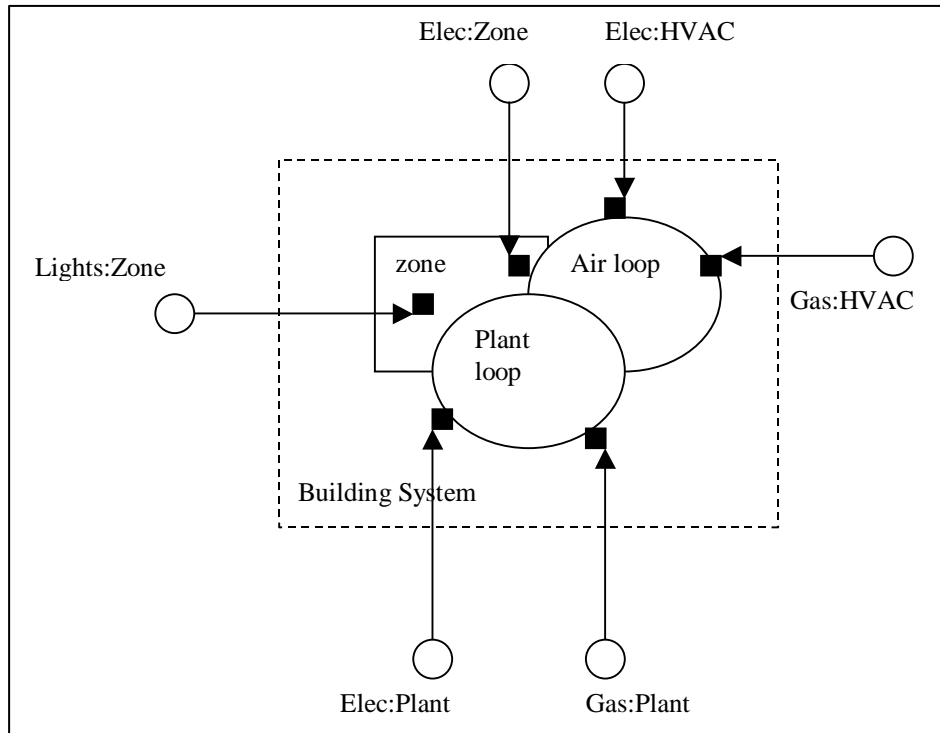 Elec:Zone
Elec:HVAC
Lights:Zone
zone
Air loop
Gas:HVAC
Plant
loop
Building System
Elec:Plant
Gas:Plant